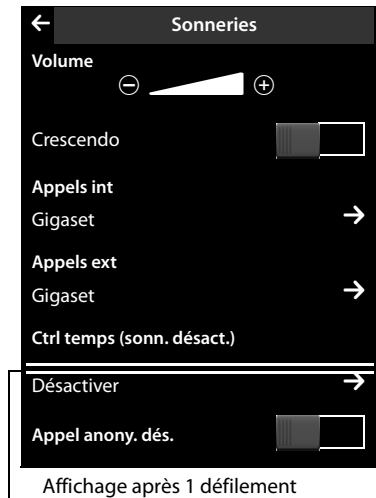 Sonneries
Volume
Crescendo
Appels int
Gigaset
Appels ext
Gigaset
Ctrl temps (sonn. désact.)
Désactiver
Appel anony. dés.
Affichage après 1 défilement